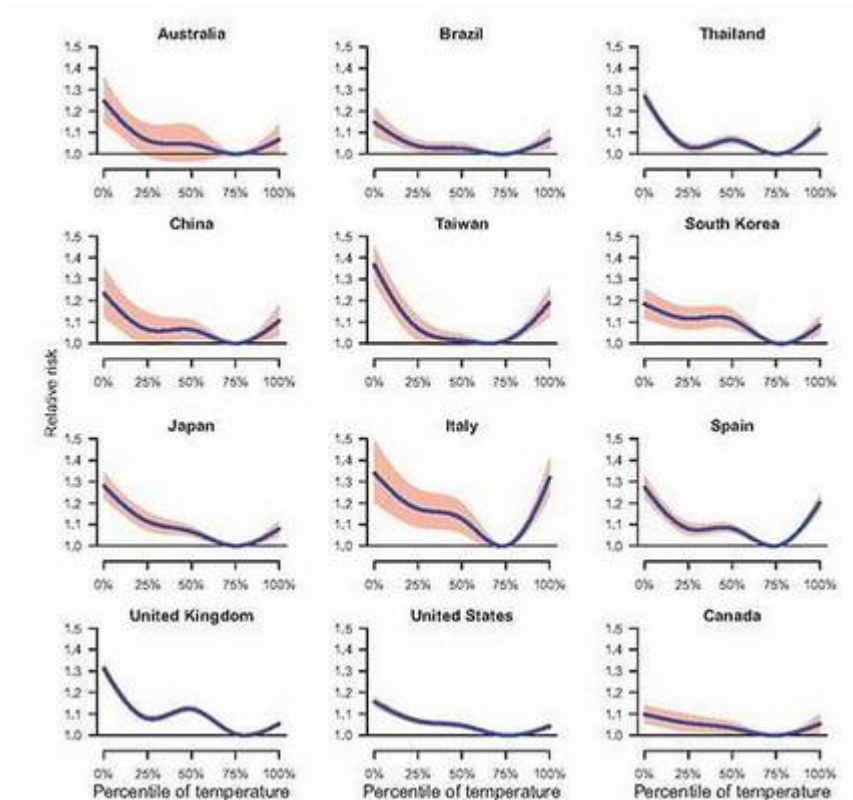 Australia Brazil Thailand
1.5 1.5 1.5
1.4 1.4 1.4
1.3 1.3 1.3
1.2 1.2 1.2
1.1 1.1 1.1
1.0 1.0 1.0
0% 25% 50% 75% 100% 0% 25% 50% 75% 100% 0% 25% 50% 75% 100%
China Taiwan South Korea
1.5 1.5 1.5
1.4 1.4 1.4
1.3 1.3 1.3
1.2 1.2 1.2
1.1 1.1 1.1
1.0 1.0 1.0
0% 25% 50% 75% 100% 0% 25% 50% 75% 100% 0% 25% 50% 75% 100%
Relative risk
Japan Italy Spain
1.5 1.5 1.5
1.4 1.4 1.4
1.3 1.3 1.3
1.2 1.2 1.2
1.1 1.1 1.1
1.0 1.0 1.0
0% 25% 50% 75% 100% 0% 25% 50% 75% 100% 0% 25% 50% 75% 100%
United Kingdom United States Canada
1.5 1.5 1.5
1.4 1.4 1.4
1.3 1.3 1.3
1.2 1.2 1.2
1.1 1.1 1.1
1.0 1.0 1.0
0% 25% 50% 75% 100% 0% 25% 50% 75% 100% 0% 25% 50% 75% 100%
Percentile of temperature Percentile of temperature Percentile of temperature